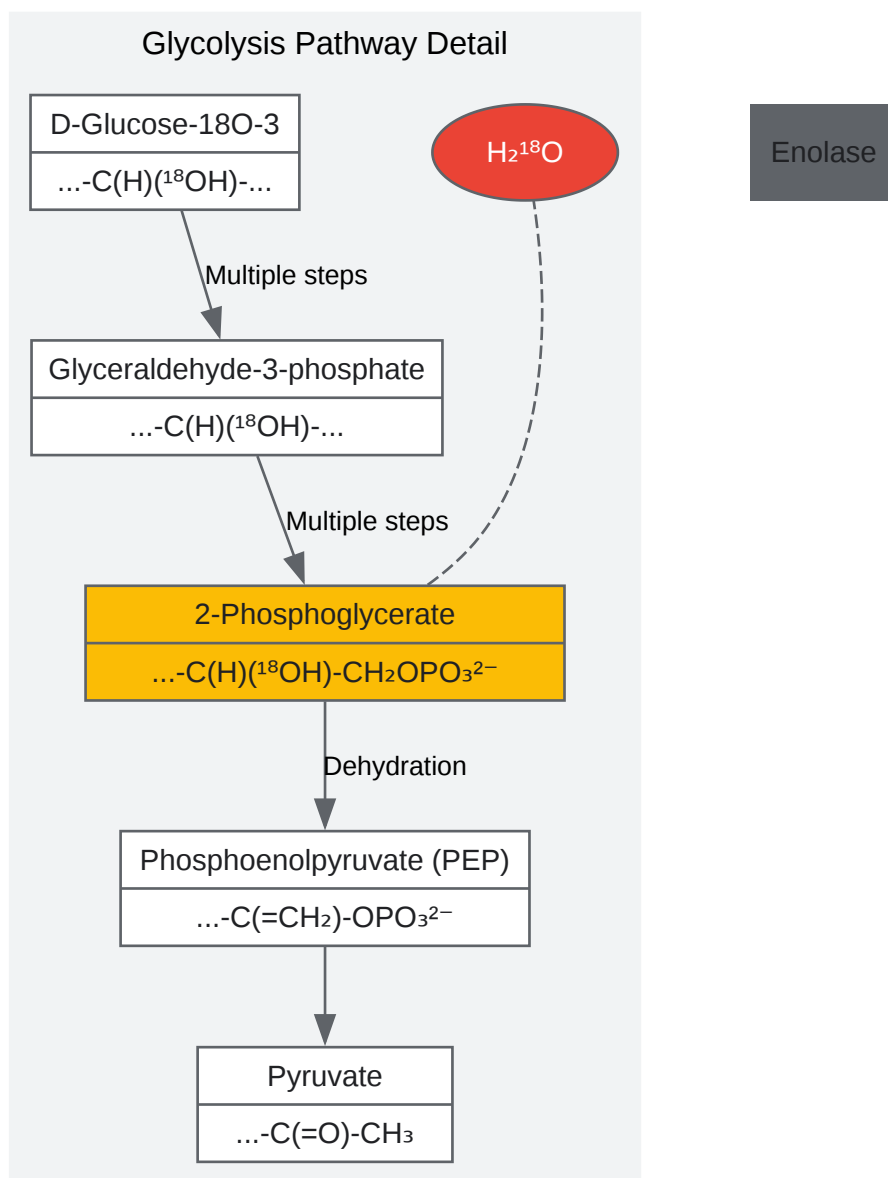 Glycolysis Pathway Detail
D-Glucose-18O-3
...-C(H)(¹⁸OH)-...
H₂¹⁸O
Enolase
Multiple steps
Glyceraldehyde-3-phosphate
...-C(H)(¹⁸OH)-...
Multiple steps
2-Phosphoglycerate
...-C(H)(¹⁸OH)-CH₂OPO₃²⁻
Dehydration
Phosphoenolpyruvate (PEP)
...-C(=CH₂)-OPO₃²⁻
Pyruvate
...-C(=O)-CH₃